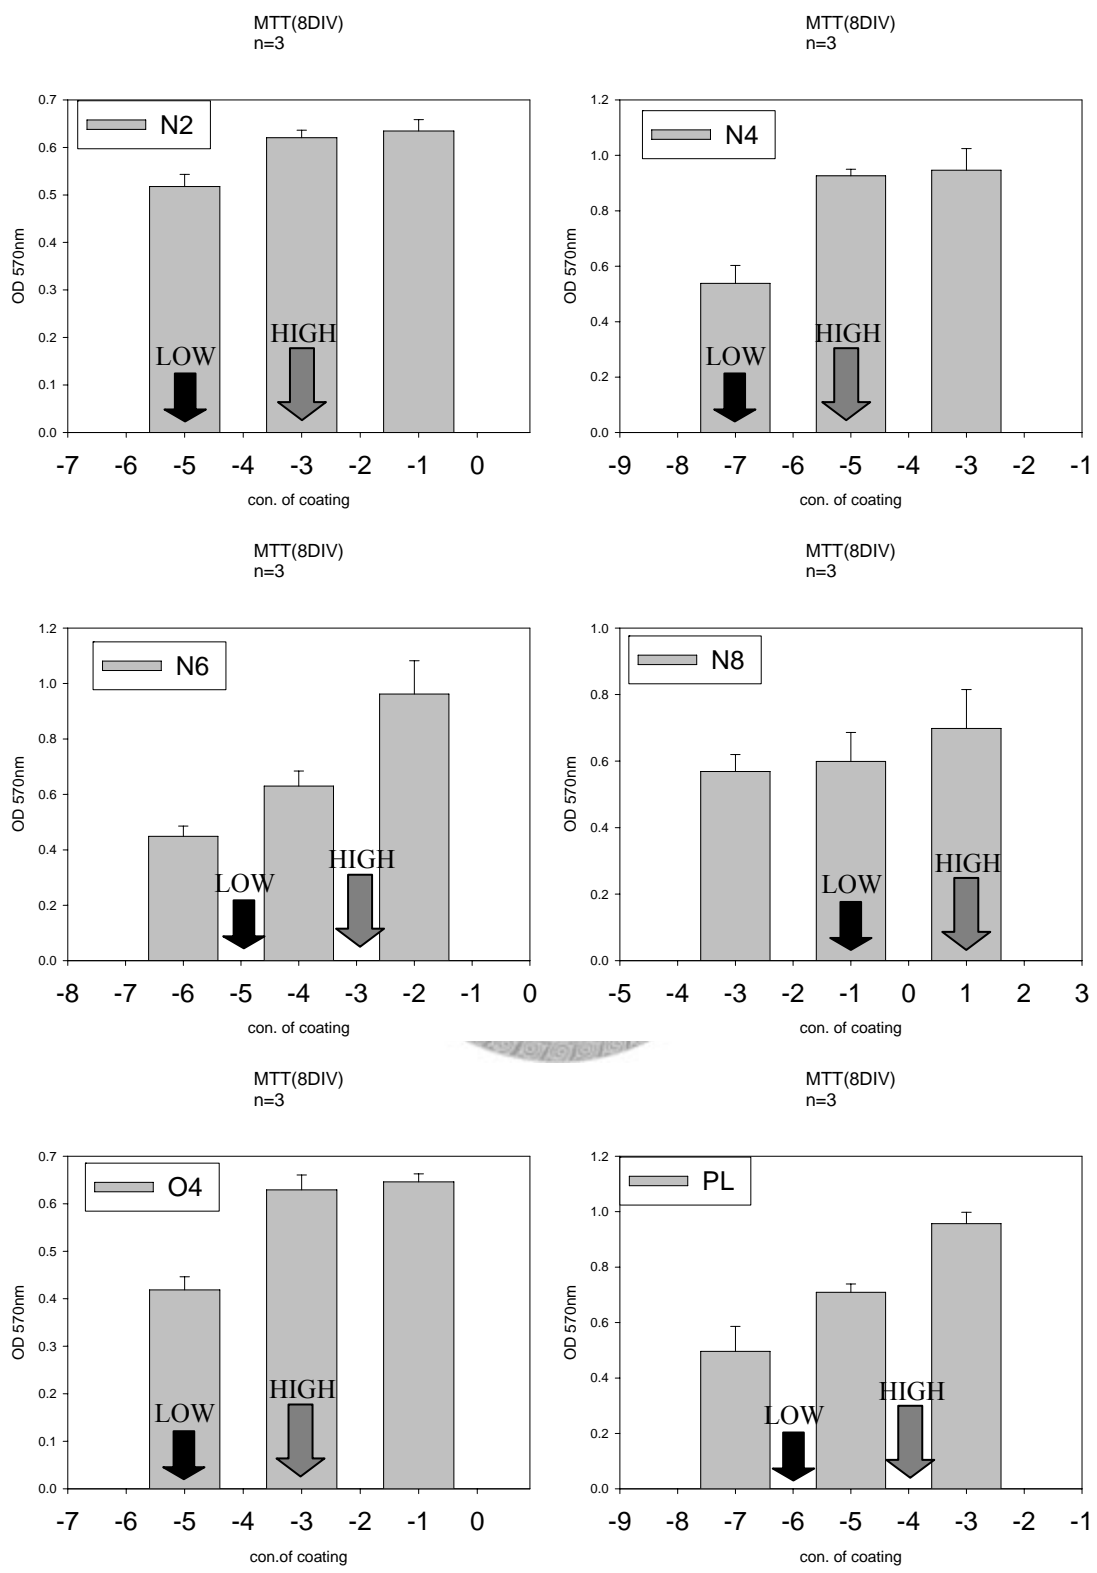 MTT(8DIV)
n=3
N2
OD 570nm
0.7
0.6
0.5
0.4
0.3
0.2
0.1
0.0
LOW
HIGH
-7 -6 -5 -4 -3 -2 -1 0
con. of coating
MTT(8DIV)
n=3
N4
OD 570nm
1.2
1.0
0.8
0.6
0.4
0.2
0.0
LOW
HIGH
-9 -8 -7 -6 -5 -4 -3 -2 -1
con. of coating
MTT(8DIV)
n=3
N6
OD 570nm
1.2
1.0
0.8
0.6
0.4
0.2
0.0
LOW
HIGH
-8 -7 -6 -5 -4 -3 -2 0
con. of coating
MTT(8DIV)
n=3
N8
OD 570nm
1.0
0.8
0.6
0.4
0.2
0.0
LOW
HIGH
-5 -4 -3 -2 -1 0 1 2 3
con. of coating
MTT(8DIV)
n=3
O4
OD 570nm
0.7
0.6
0.5
0.4
0.3
0.2
0.1
0.0
LOW
HIGH
-7 -6 -5 -4 -3 -2 -1 0
con.of coating
MTT(8DIV)
n=3
PL
OD 570nm
1.2
1.0
0.8
0.6
0.4
0.2
0.0
LOW
HIGH
-9 -8 -7 -6 -5 -4 -3 -2 -1
con. of coating